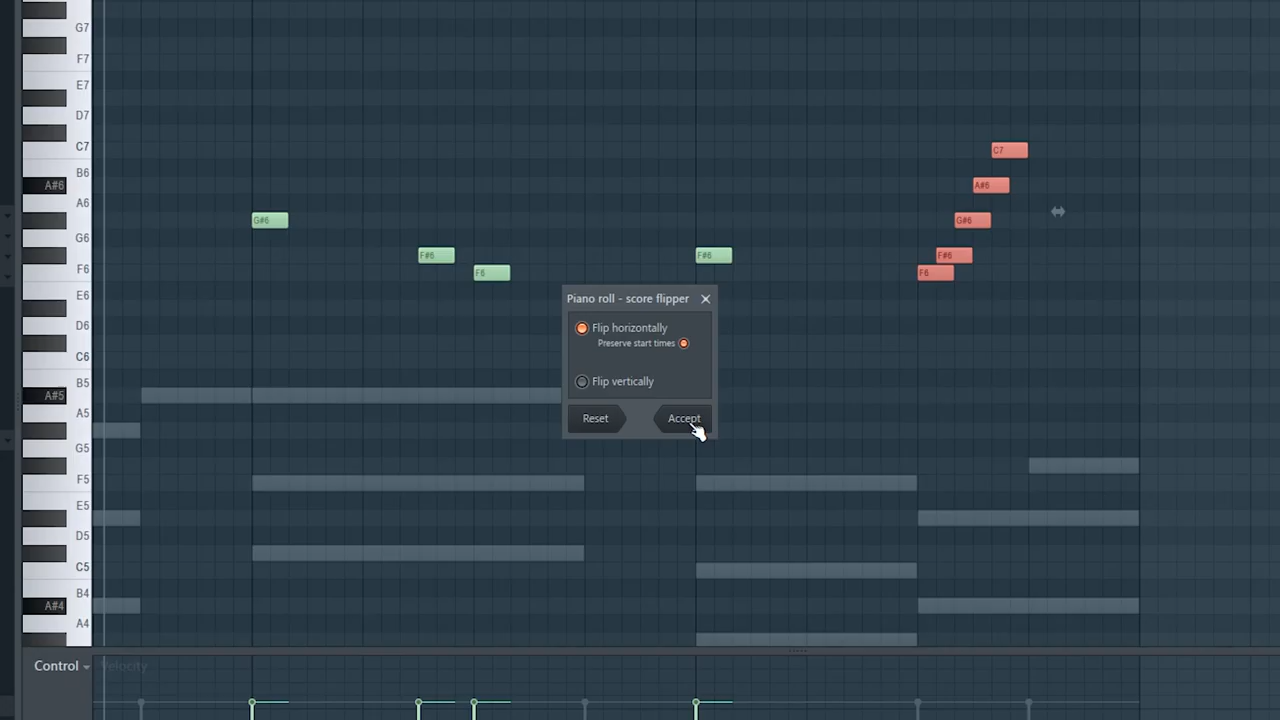 G7
F7
E7
D7
C7
C7
B6
A#6
A#6
A6
G#6
G#6
G6
F#6
F#6
F#6
F6
F6
F6
E6
Piano roll - score flipper
D6
Flip horizontally
Preserve start times
C6
B5
Flip vertically
A#5
A5
Reset
Accept
G5
F5
E5
D5
C5
B4
A#4
A4
Control
Velocity